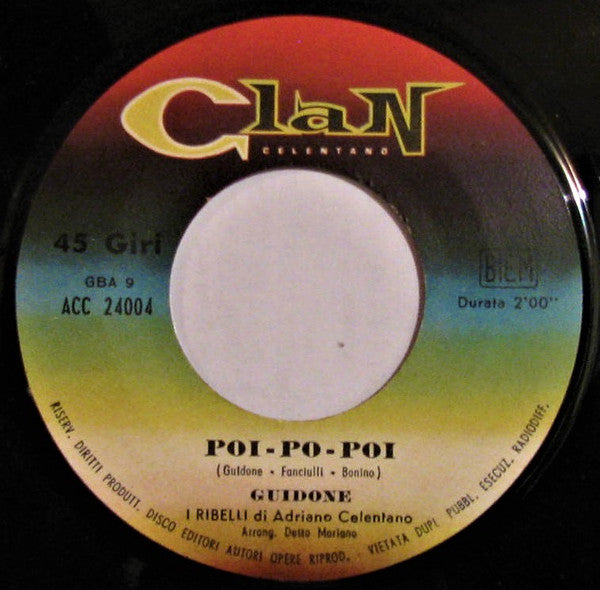 Clan
CELENTANO
45 Giri
BIEM
GBA 9
ACC 24004
Durata 2'00"
POI-PO-POI
(Guidone - Fanciulli - Bonino)
GUIDONE
I RIBELLI di Adriano Celentano
Arrang. Detto Mariano
RISERV. DIRITTI PRODUTT. DISCO EDITORI AUTORI OPERE RIPROD. - VIETATA DUPL. PUBBL. ESECUZ. RADIODIFF.